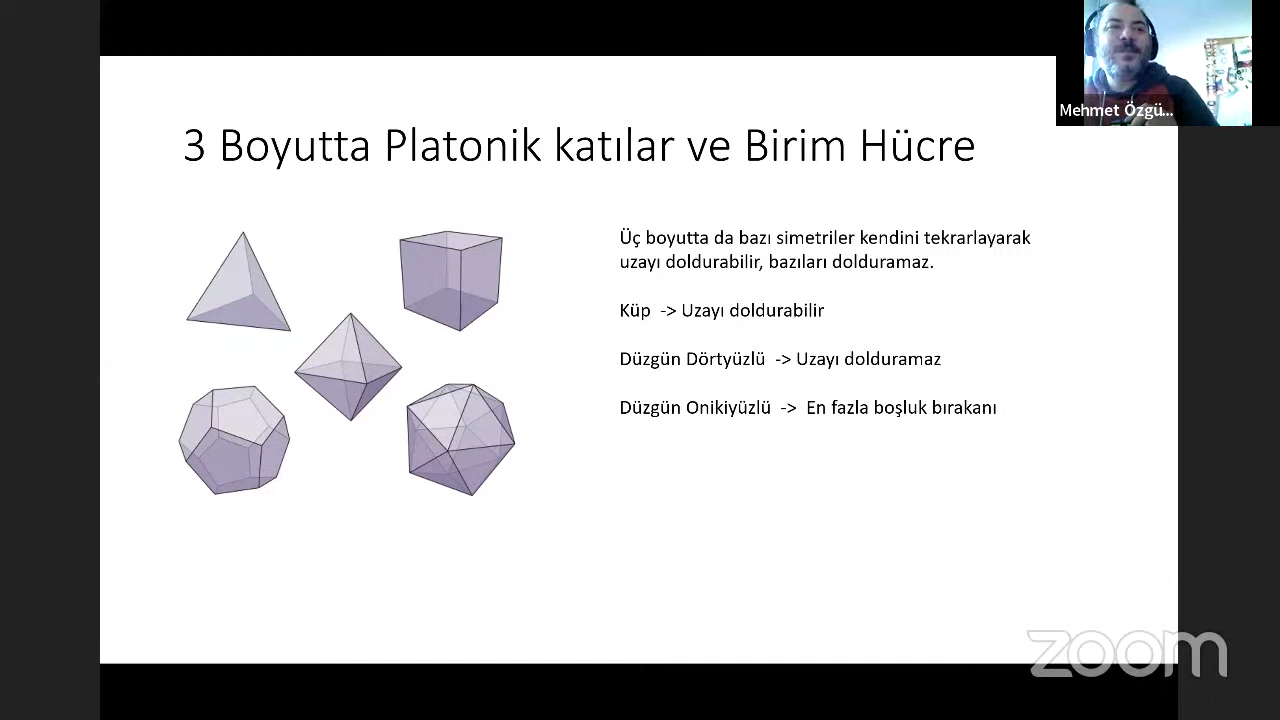 Mehmet Özgü...
3 Boyutta Platonik katılar ve Birim Hücre
Üç boyutta da bazı simetriler kendini tekrarlayarak
uzayı doldurabilir, bazıları dolduramaz.
Küp -> Uzayı doldurabilir
Düzgün Dörtyüzlü -> Uzayı dolduramaz
Düzgün Onikiyüzlü -> En fazla boşluk bırakanı
zoom